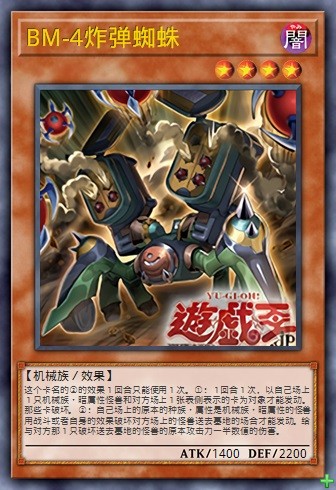 BM-4炸弹蜘蛛
闇
YU-GI-OH!
遊戯王
.jp
【机械族／效果】
这个卡名的②的效果1回合只能使用1次。①：1回合1次，以自己场上
1只机械族·暗属性怪兽和对方场上1张表侧表示的卡为对象才能发动。
那些卡破坏。②：自己场上的原本的种族·属性是机械族·暗属性的怪兽
用战斗或者自身的效果破坏对方场上的怪兽送去墓地的场合才能发动。给
与对方那1只破坏送去墓地的怪兽的原本攻击力一半数值的伤害。
ATK/1400 DEF/2200